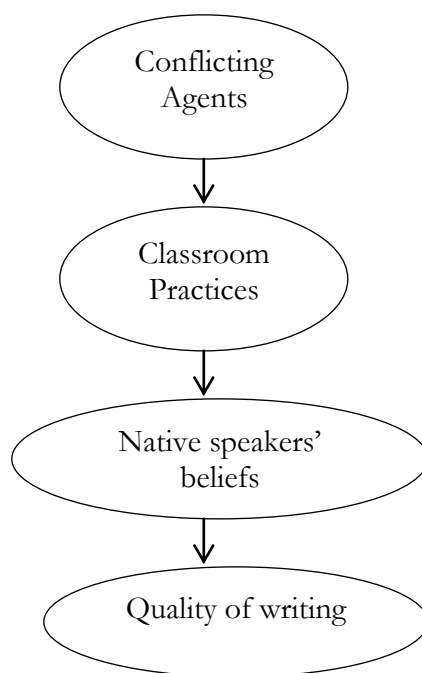 Conflicting
Agents
Classroom
Practices
Native speakers’
beliefs
Quality of writing